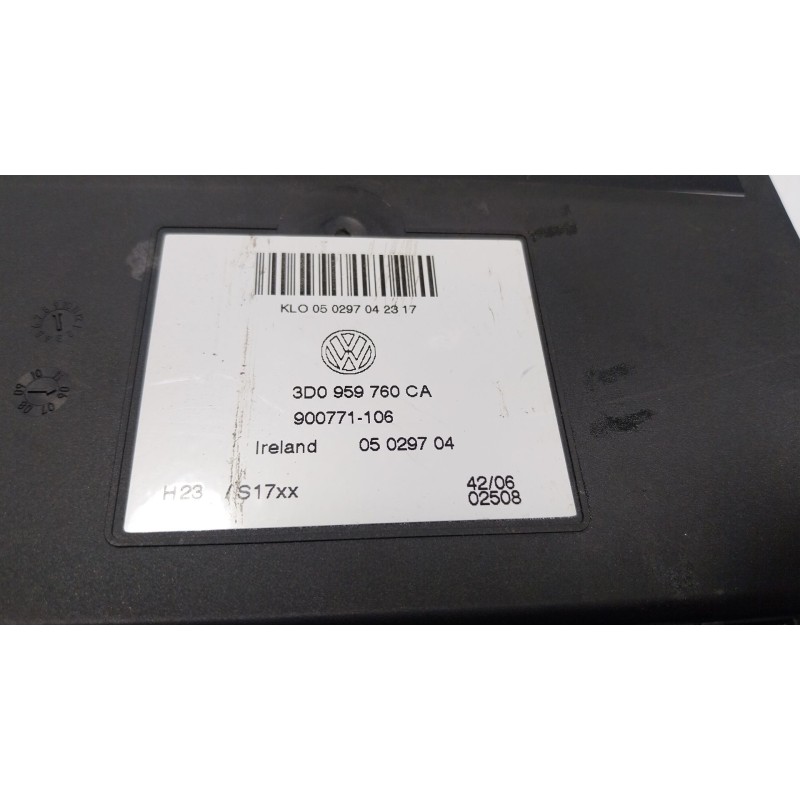 KLO 05 0297 04 23 17
3D0 959 760 CA
900771-106
Ireland 05 0297 04
H23 /S17xx 42/06
02508